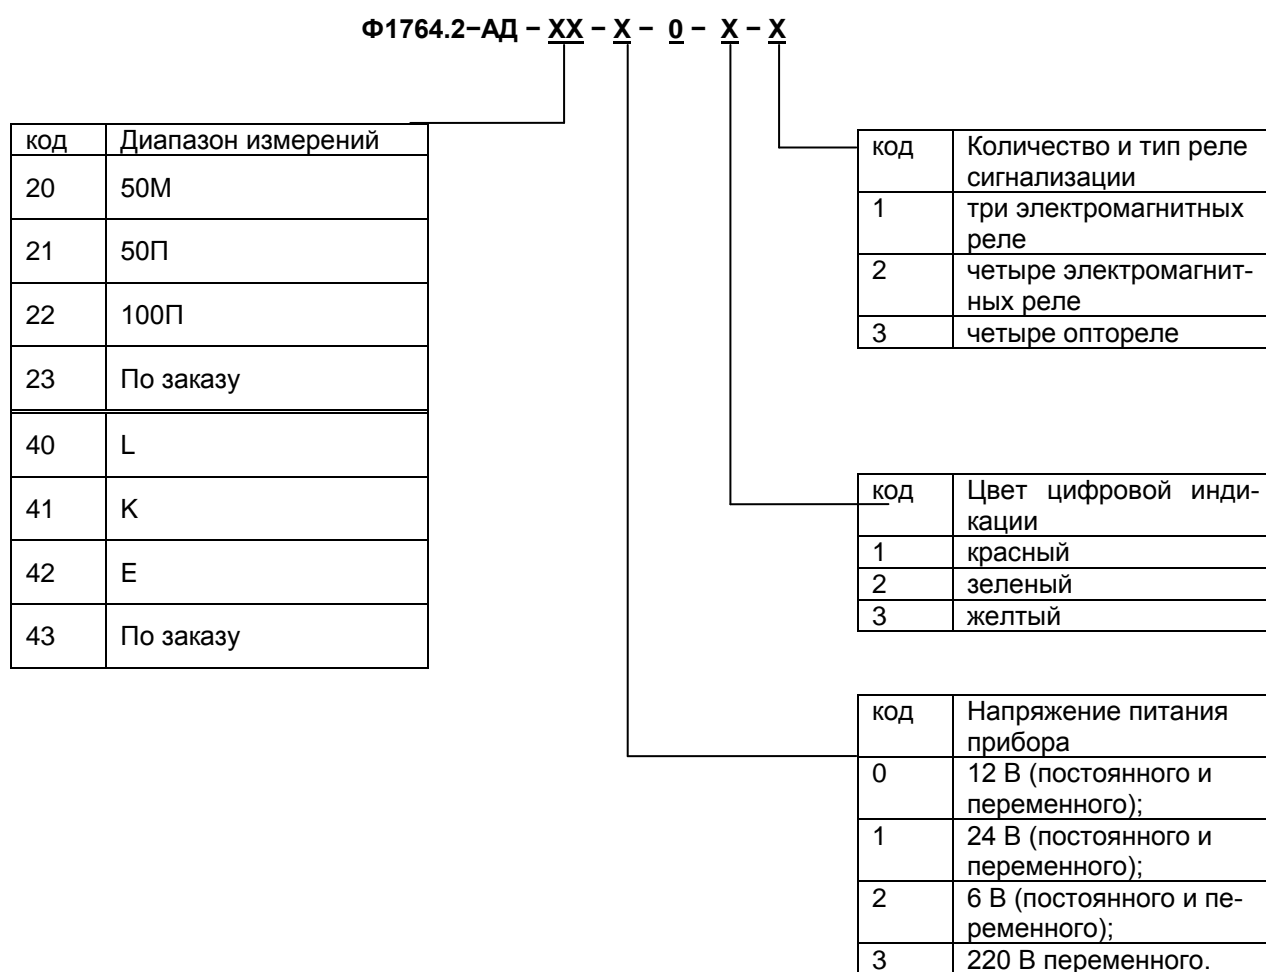 Ф1764.2−АД − XX − X − 0 − X − X
код Диапазон измерений
20 50М
21 50П
22 100П
23 По заказу
40 L
41 K
42 E
43 По заказу
код Количество и тип реле
сигнализации
1 три электромагнитных
реле
2 четыре электромагнит-
ных реле
3 четыре оптореле
код Цвет цифровой инди-
кации
1 красный
2 зеленый
3 желтый
код Напряжение питания
прибора
0 12 В (постоянного и
переменного);
1 24 В (постоянного и
переменного);
2 6 В (постоянного и пе-
ременного);
3 220 В переменного.